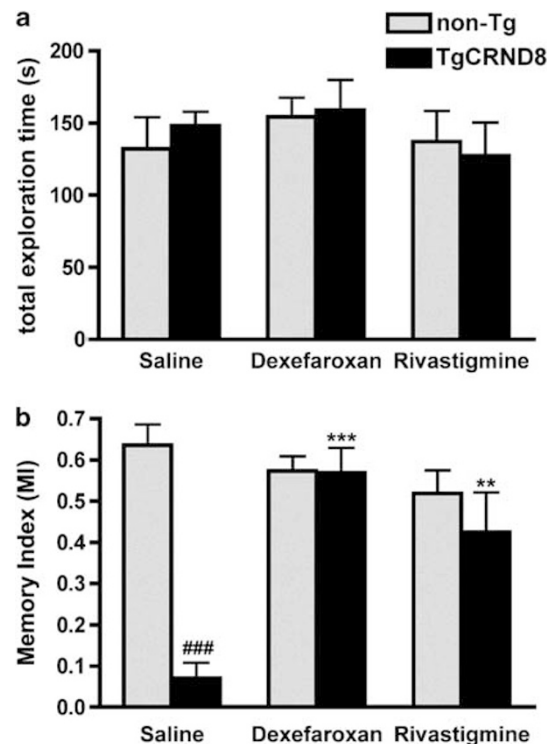 a
non-Tg
TgCRND8
total exploration time (s)
200
150
100
50
0
Saline Dexefaroxan Rivastigmine
b
Memory Index (MI)
0.7
0.6
0.5
0.4
0.3
0.2
0.1
0.0
###
***
**
Saline Dexefaroxan Rivastigmine